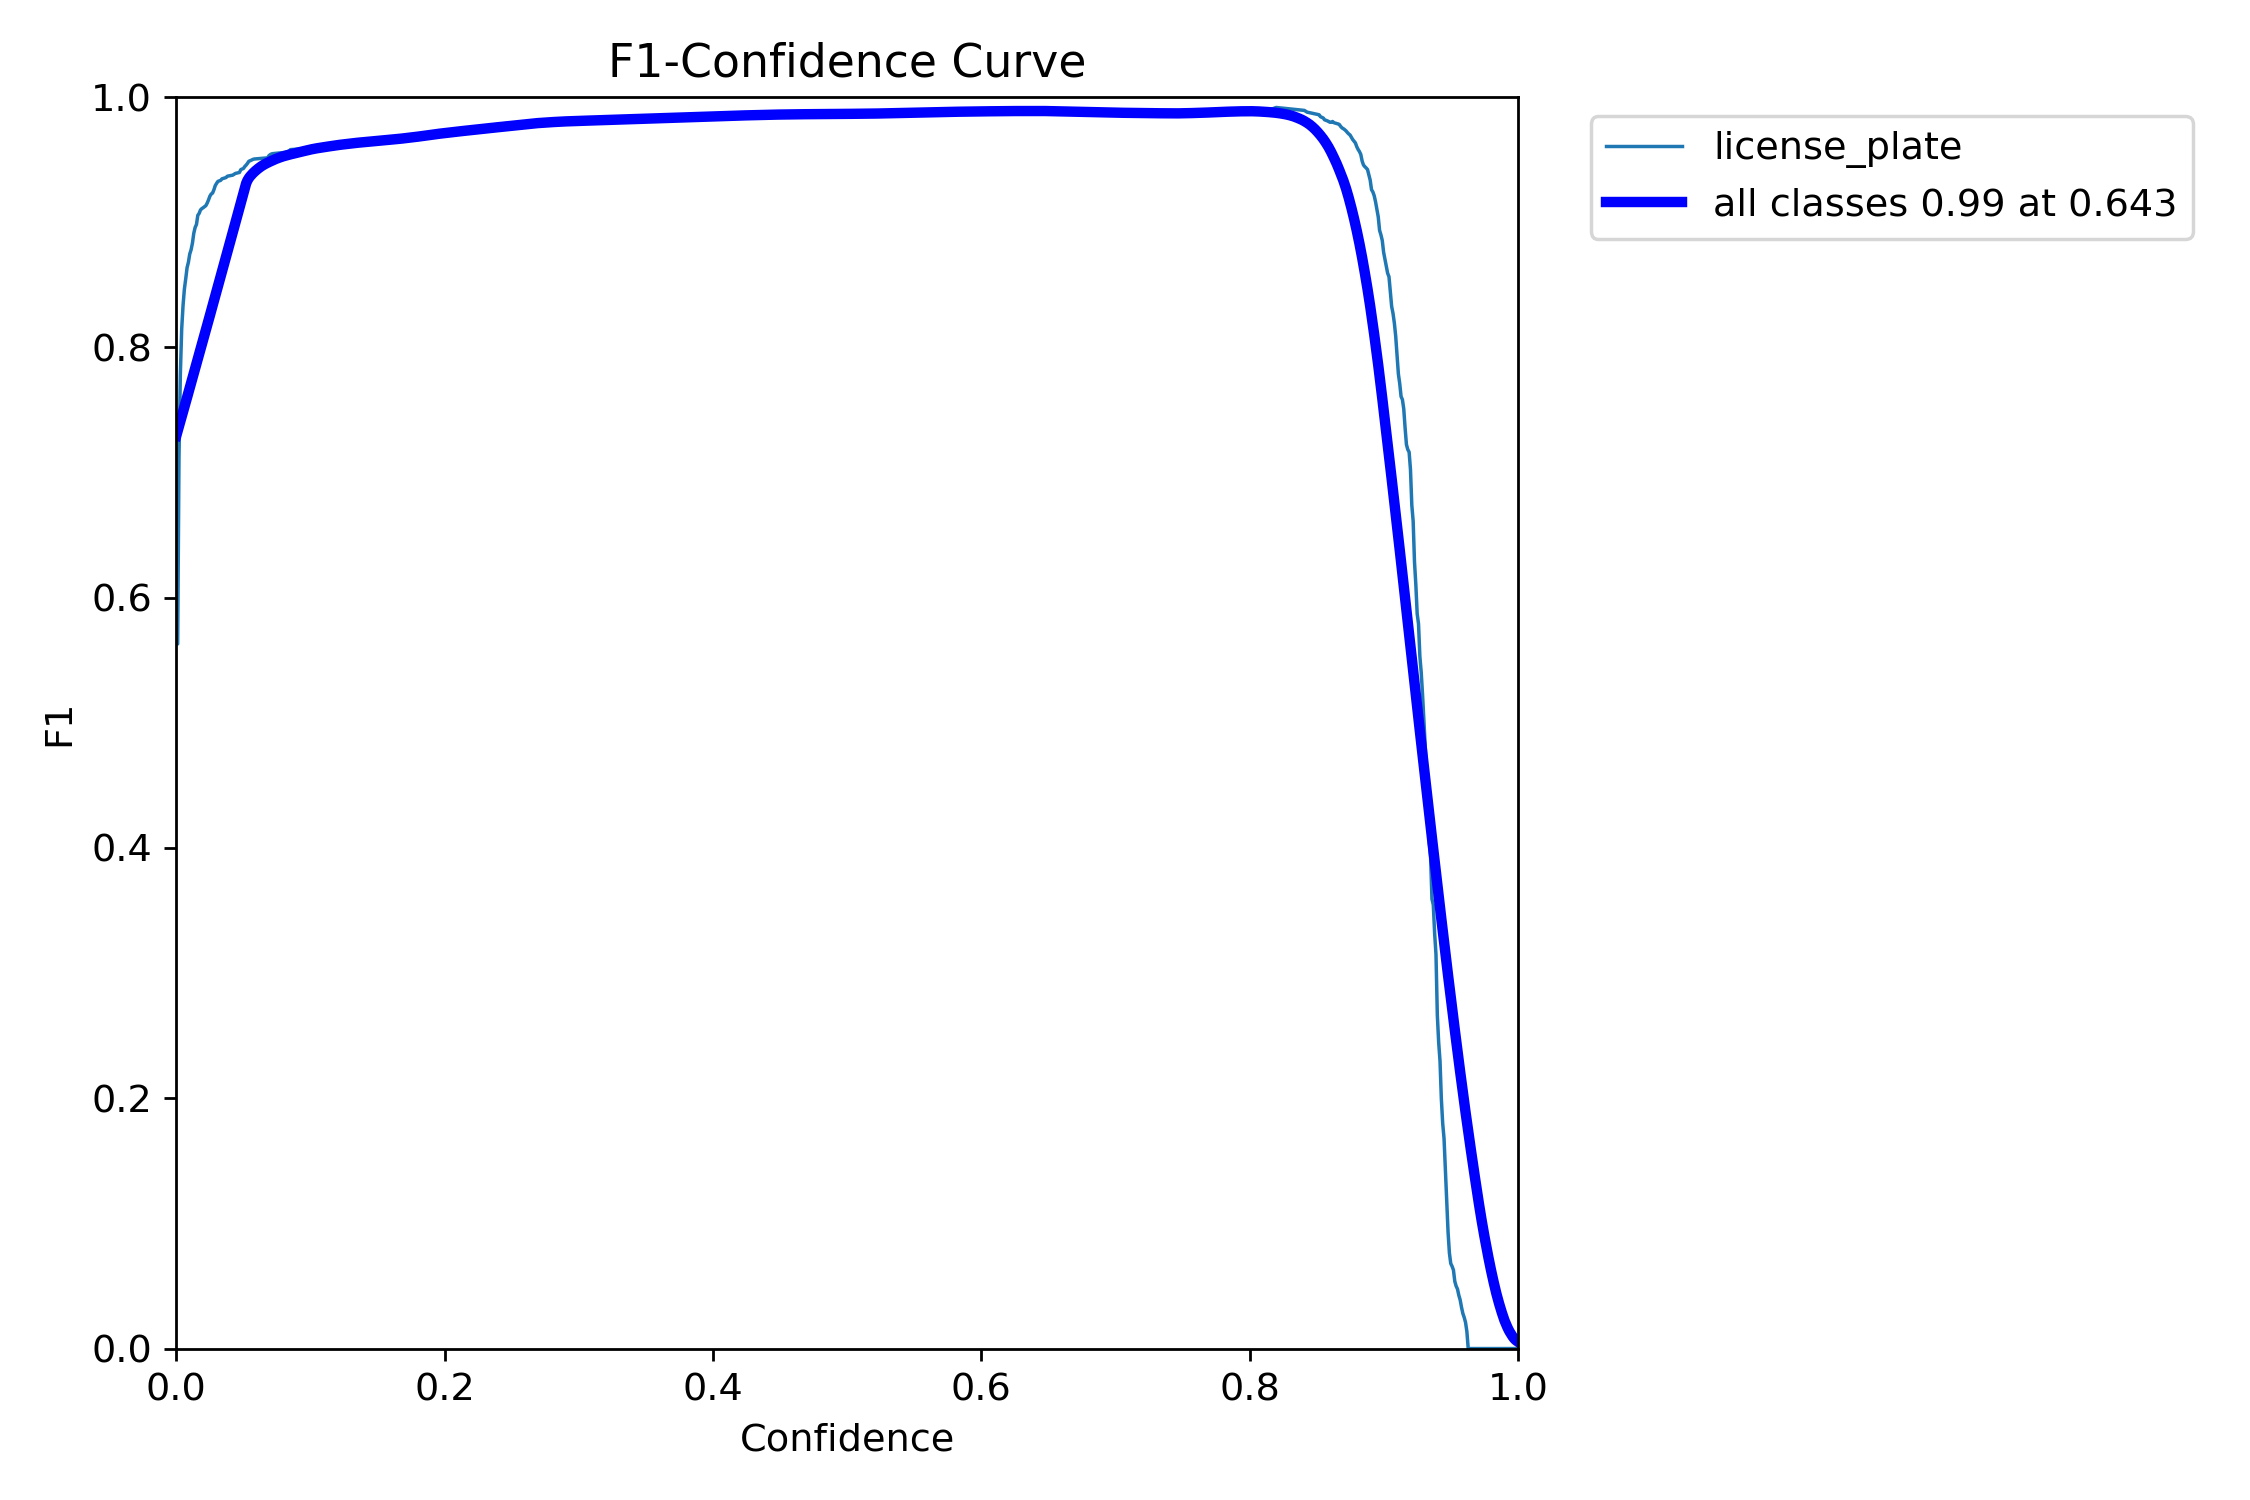 F1-Confidence Curve
1.0
0.8
0.6
0.4
0.2
0.0
F1
0.0 0.2 0.4 0.6 0.8 1.0
Confidence
license_plate
all classes 0.99 at 0.643